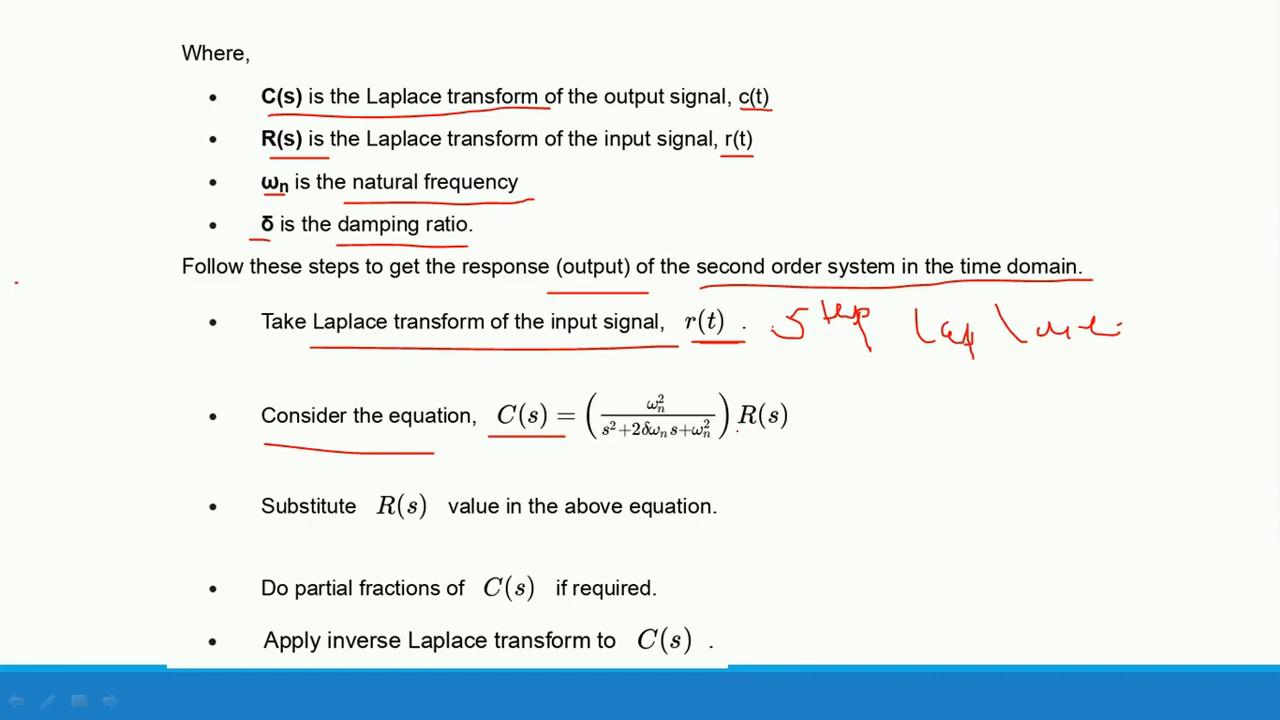 Where,
• C(s) is the Laplace transform of the output signal, c(t)
• R(s) is the Laplace transform of the input signal, r(t)
• ωn is the natural frequency
• δ is the damping ratio.
Follow these steps to get the response (output) of the second order system in the time domain.
• Take Laplace transform of the input signal, r(t) . Step
• Consider the equation, C(s) = (ωn²/(s²+2δωns+ωn²)) R(s)
• Substitute R(s) value in the above equation.
• Do partial fractions of C(s) if required.
• Apply inverse Laplace transform to C(s) .